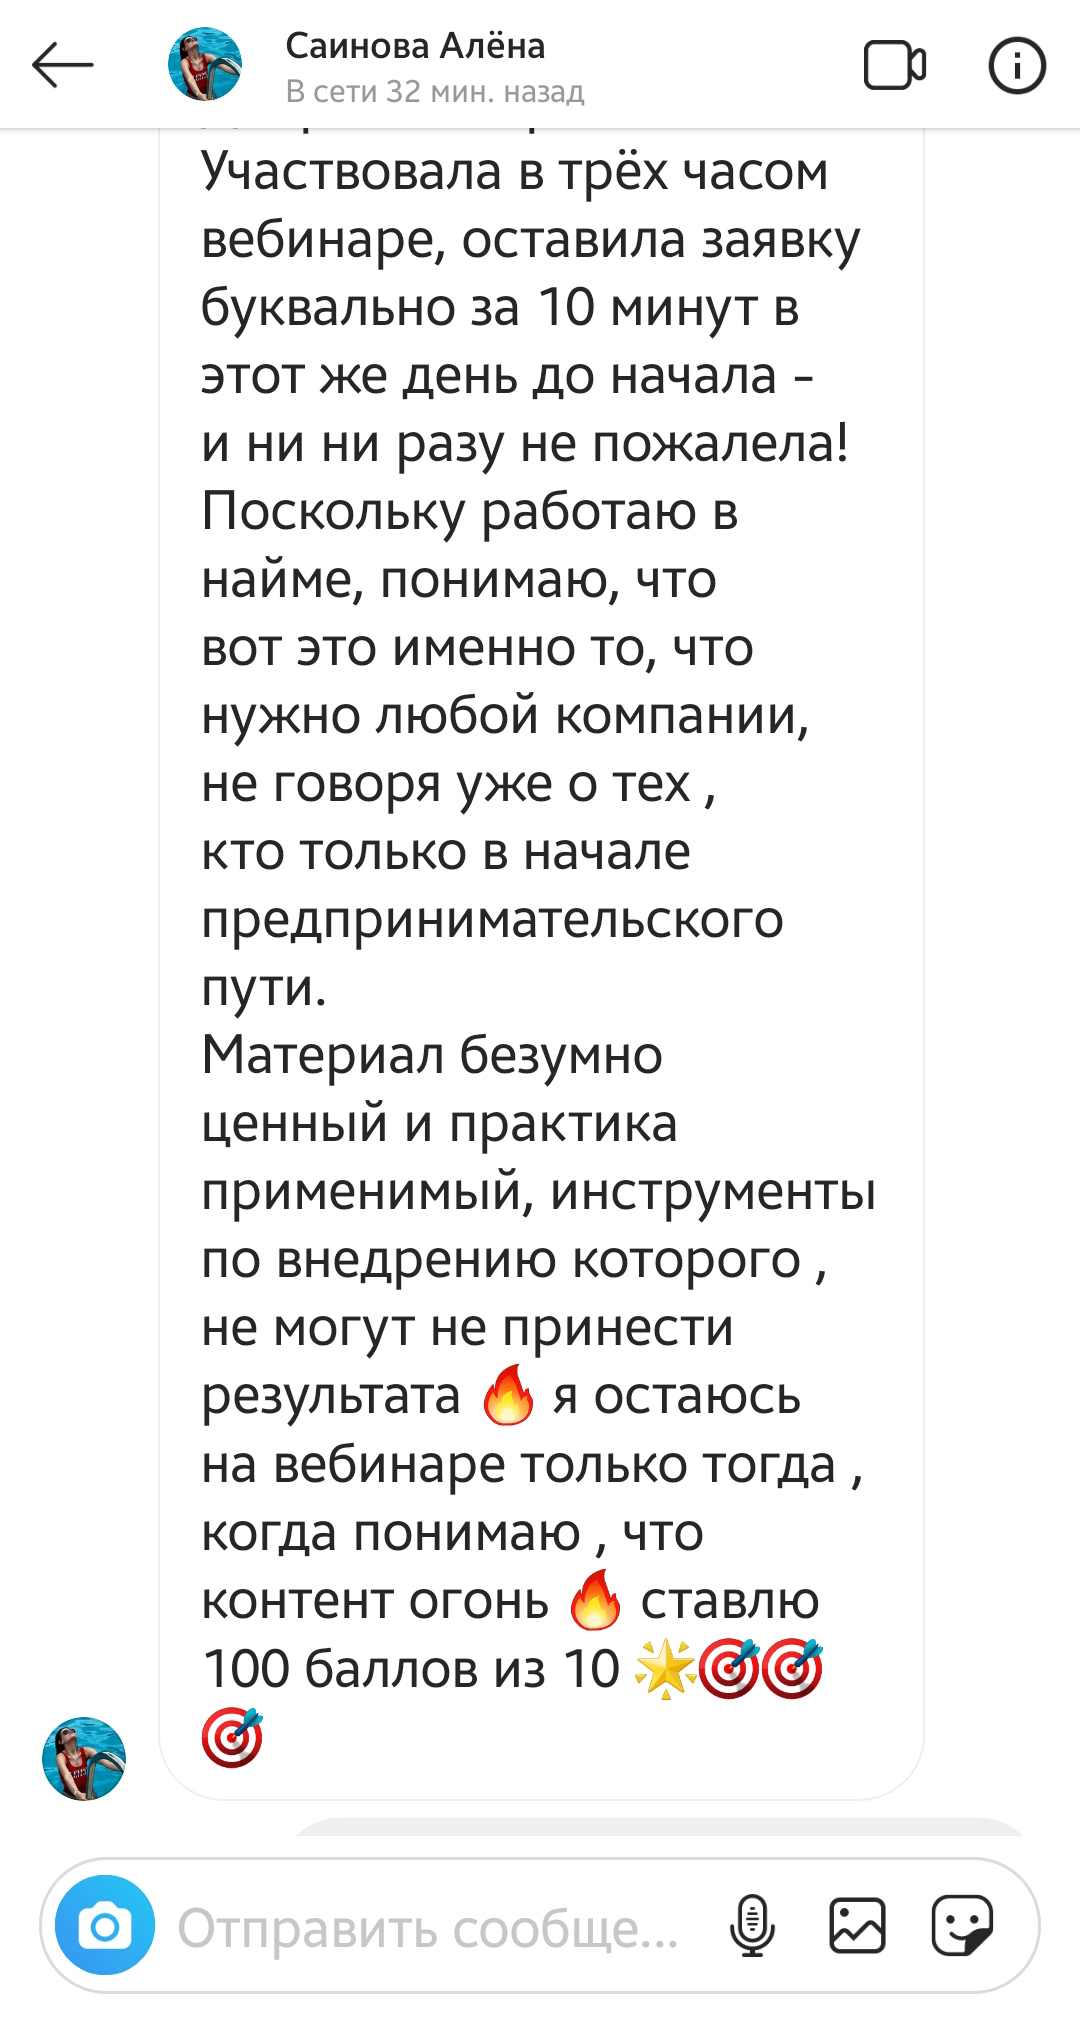 Саинова Алёна
В сети 32 мин. назад
Участвовала в трёх часом
вебинаре, оставила заявку
буквально за 10 минут в
этот же день до начала -
и ни ни разу не пожалела!
Поскольку работаю в
найме, понимаю, что
вот это именно то, что
нужно любой компании,
не говоря уже о тех ,
кто только в начале
предпринимательского
пути.
Материал безумно
ценный и практика
применимый, инструменты
по внедрению которого ,
не могут не принести
результата 🔥 я остаюсь
на вебинаре только тогда ,
когда понимаю , что
контент огонь 🔥 ставлю
100 баллов из 10 🌟🎯🎯
🎯
Отправить сообще...